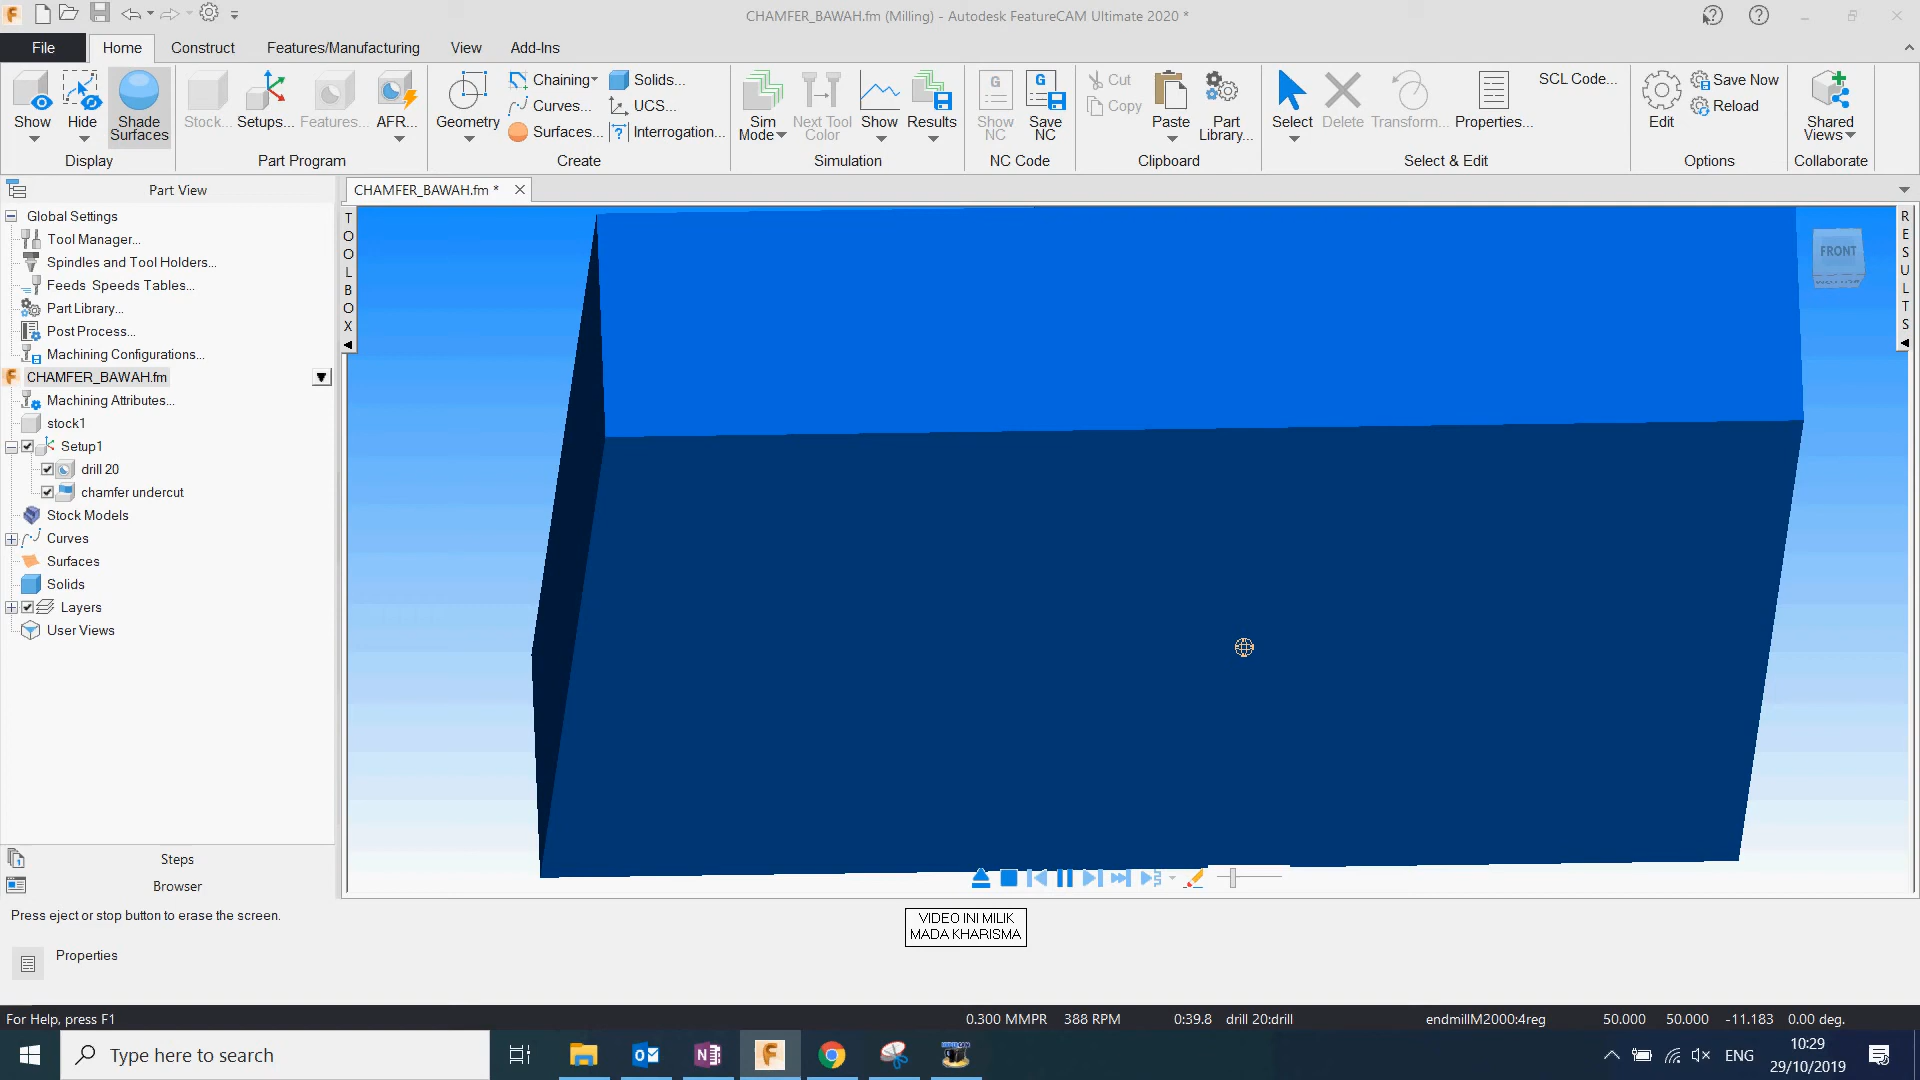 CHAMFER_BAWAH.fm (Milling) - Autodesk FeatureCAM Ultimate 2020 *
File Home Construct Features/Manufacturing View Add-Ins
Show
Hide
Shade Surfaces
Display
Stock...
Setups...
Features...
AFR...
Part Program
Geometry
Chaining
Curves...
Surfaces...
Solids...
UCS...
Interrogation...
Create
Sim Mode
Next Tool Color
Show
Results
Simulation
Show NC
Save NC
NC Code
Cut
Copy
Paste
Part Library...
Clipboard
Select
Delete
Transform...
Properties...
SCL Code...
Select & Edit
Edit
Save Now
Reload
Options
Shared Views
Collaborate
Part View
CHAMFER_BAWAH.fm *
Global Settings
Tool Manager...
Spindles and Tool Holders...
Feeds Speeds Tables...
Part Library...
Post Process...
Machining Configurations...
CHAMFER_BAWAH.fm
Machining Attributes...
stock1
Setup1
drill 20
chamfer undercut
Stock Models
Curves
Surfaces
Solids
Layers
User Views
TOOLBOX
FRONT
RESULTS
Steps
Browser
Press eject or stop button to erase the screen.
Properties
VIDEO INI MILIK
MADA KHARISMA
For Help, press F1
0.300 MMPR 388 RPM 0:39.8 drill 20:drill endmillM2000:4reg 50.000 50.000 -11.183 0.00 deg.
Type here to search
ENG
10:29
29/10/2019